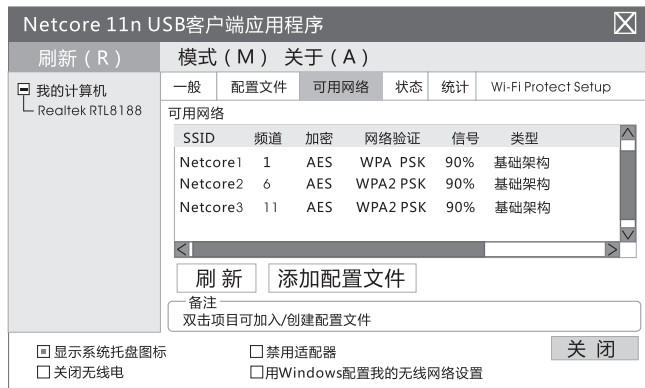 Netcore 11n USB客户端应用程序
刷新（R） 模式（M） 关于（A）
我的计算机
Realtek RTL8188
一般 配置文件 可用网络 状态 统计 Wi-Fi Protect Setup
可用网络
SSID 频道 加密 网络验证 信号 类型
Netcore1 1 AES WPA PSK 90% 基础架构
Netcore2 6 AES WPA2 PSK 90% 基础架构
Netcore3 11 AES WPA2 PSK 90% 基础架构
刷 新 添加配置文件
备注
双击项目可加入/创建配置文件
显示系统托盘图标 禁用适配器 关 闭
关闭无线电 用Windows配置我的无线网络设置